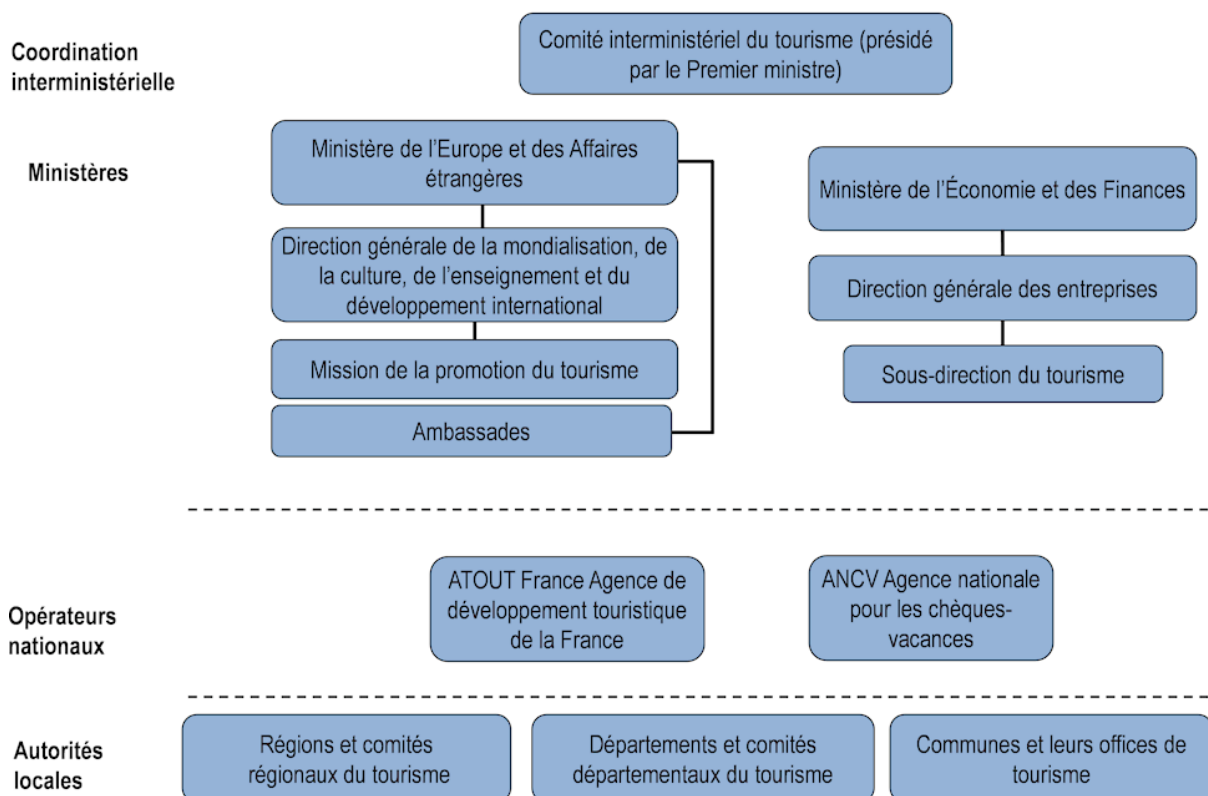 Coordination
interministérielle
Comité interministériel du tourisme (présidé
par le Premier ministre)
Ministères
Ministère de l'Europe et des Affaires
étrangères
Direction générale de la mondialisation, de
la culture, de l'enseignement et du
développement international
Mission de la promotion du tourisme
Ambassades
Ministère de l'Économie et des Finances
Direction générale des entreprises
Sous-direction du tourisme
Opérateurs
nationaux
ATOUT France Agence de
développement touristique
de la France
ANCV Agence nationale
pour les chèques-
vacances
Autorités
locales
Régions et comités
régionaux du tourisme
Départements et comités
départementaux du tourisme
Communes et leurs offices de
tourisme